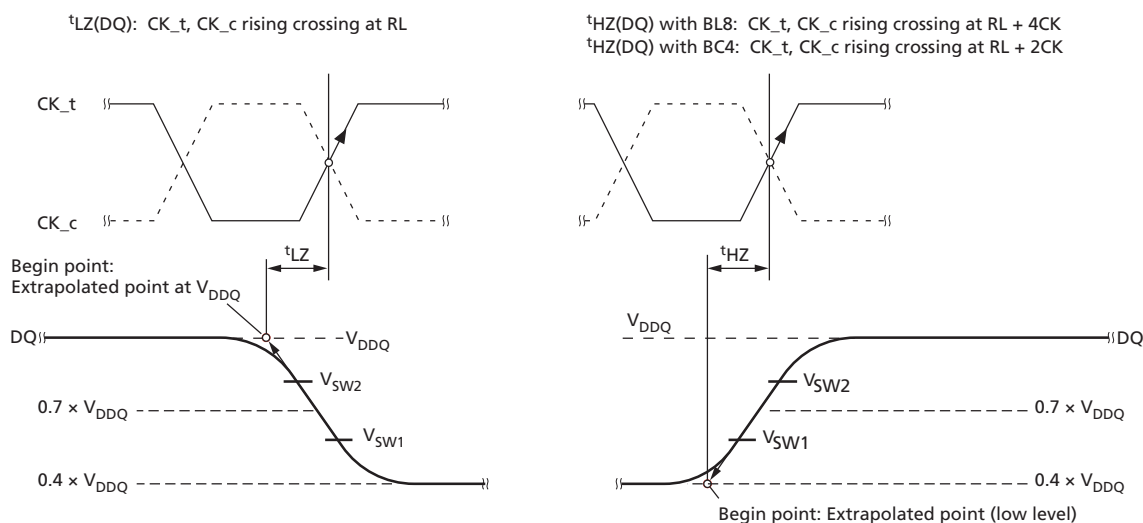 tLZ(DQ): CK_t, CK_c rising crossing at RL
tHZ(DQ) with BL8: CK_t, CK_c rising crossing at RL + 4CK
tHZ(DQ) with BC4: CK_t, CK_c rising crossing at RL + 2CK
CK_t
CK_c
tLZ
tHZ
Begin point:
Extrapolated point at VDDQ
DQ
VDDQ
VSW2
0.7 × VDDQ
VSW1
0.4 × VDDQ
VDDQ
DQ
VSW2
0.7 × VDDQ
VSW1
0.4 × VDDQ
Begin point: Extrapolated point (low level)